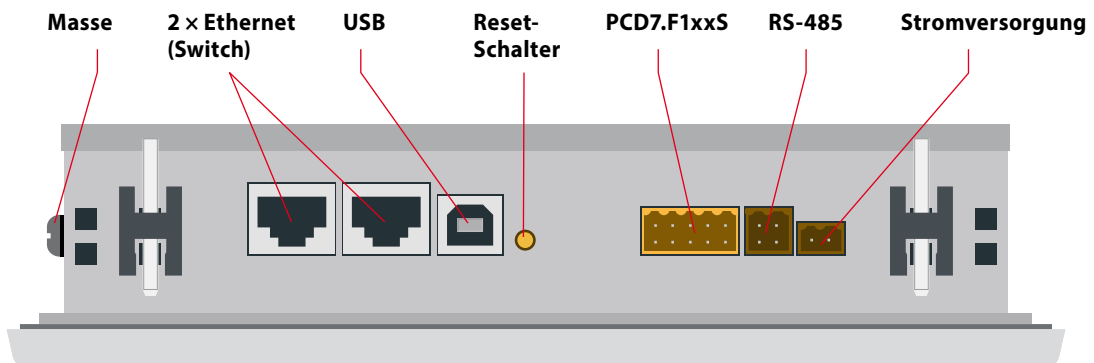 Masse
2 × Ethernet
(Switch)
USB
Reset-
Schalter
PCD7.F1xxS
RS-485
Stromversorgung